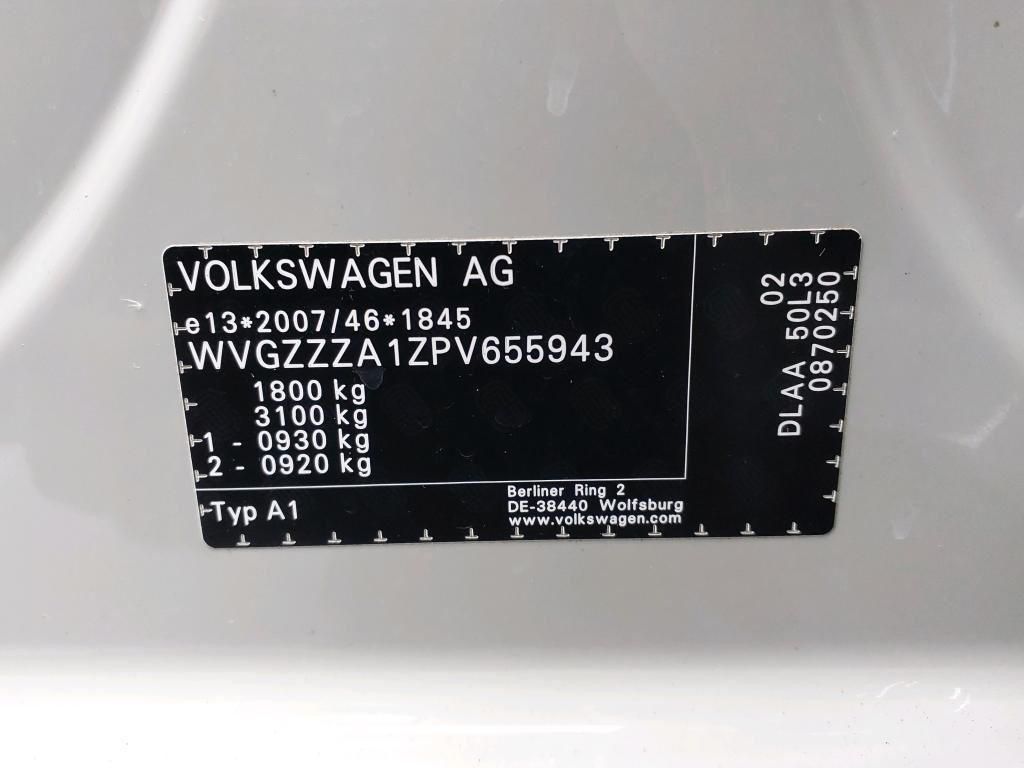 VOLKSWAGEN AG
e13*2007/46*1845
WVGZZZA1ZPV655943
1800 kg
3100 kg
1 - 0930 kg
2 - 0920 kg
Typ A1
Berliner Ring 2
DE-38440 Wolfsburg
www.volkswagen.com
02
DLAA 50L3
0870250